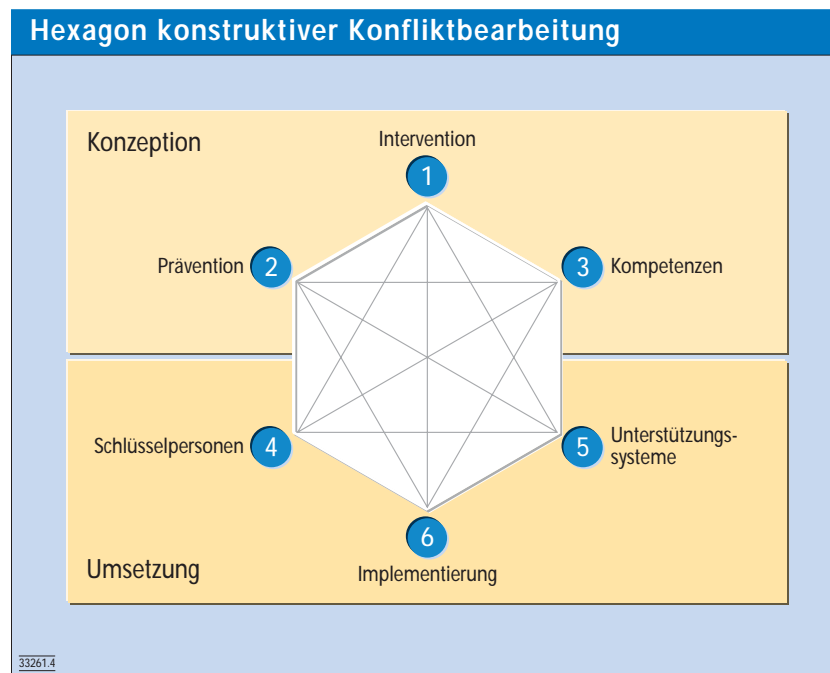 Hexagon konstruktiver Konfliktbearbeitung
Konzeption
Intervention
1
Prävention 2
3 Kompetenzen
Schlüsselpersonen 4
5 Unterstützungs-
systeme
6
Umsetzung
Implementierung
33261.4